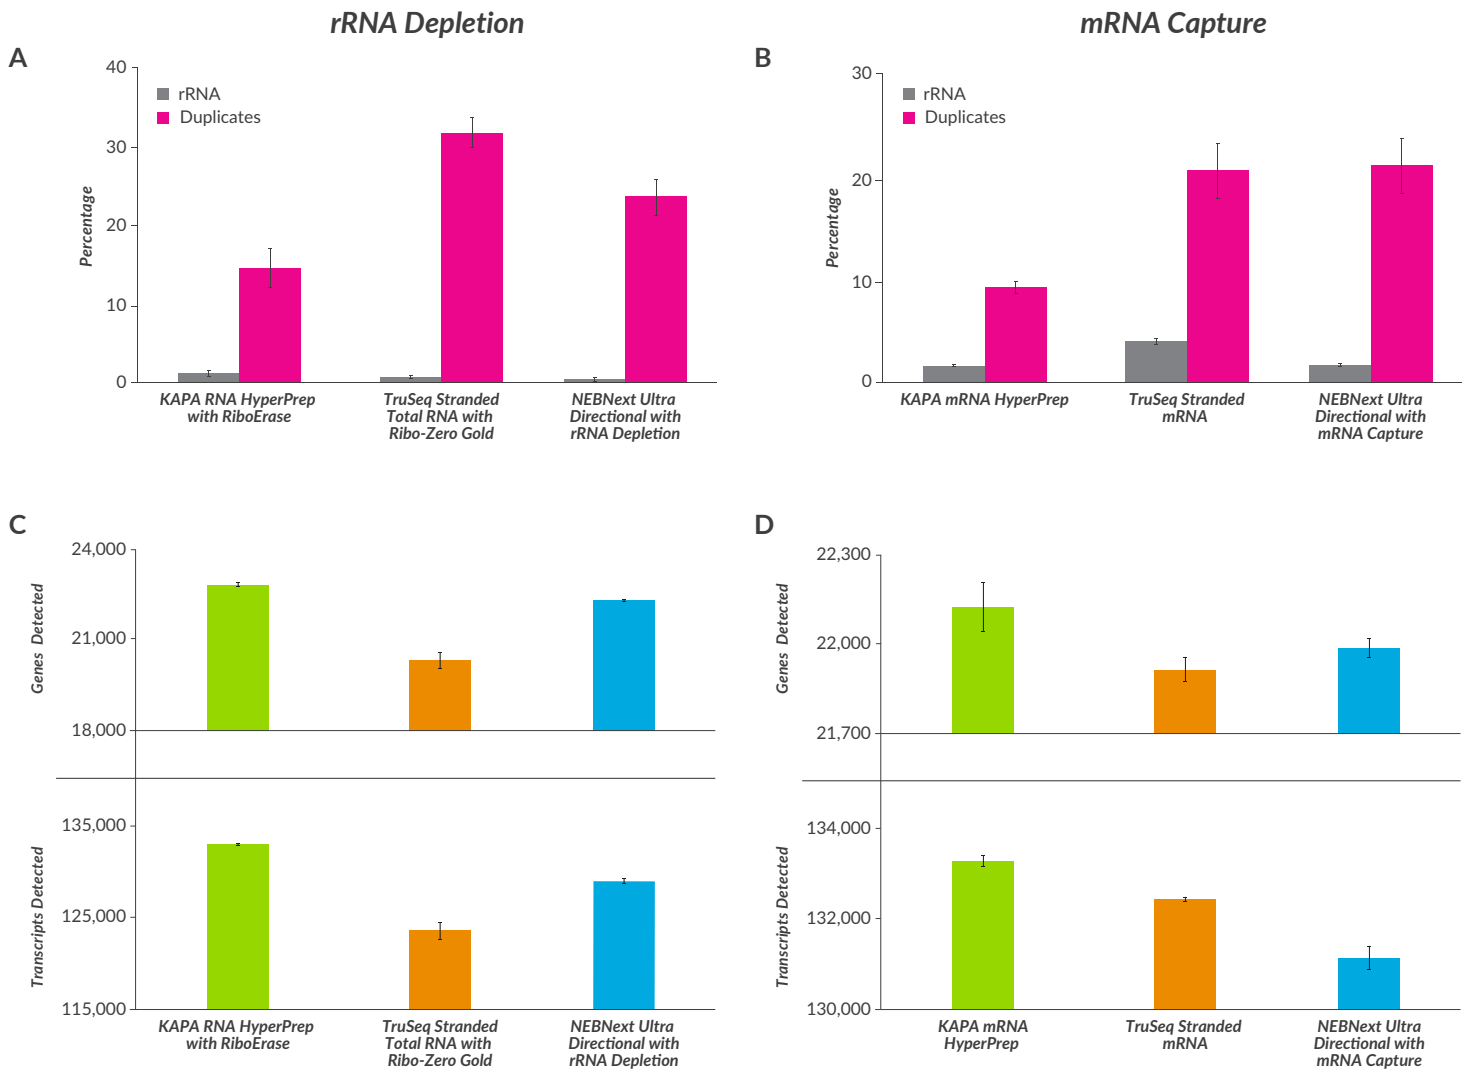 rRNA Depletion
mRNA Capture
A
40
30
20
10
0
Percentage
rRNA
Duplicates
KAPA RNA HyperPrep
with RiboErase
TruSeq Stranded
Total RNA with
Ribo-Zero Gold
NEBNext Ultra
Directional with
rRNA Depletion
B
30
20
10
0
Percentage
rRNA
Duplicates
KAPA mRNA HyperPrep
TruSeq Stranded
mRNA
NEBNext Ultra
Directional with
mRNA Capture
C
24,000
21,000
18,000
Genes Detected
135,000
125,000
115,000
Transcripts Detected
KAPA RNA HyperPrep
with RiboErase
TruSeq Stranded
Total RNA with
Ribo-Zero Gold
NEBNext Ultra
Directional with
rRNA Depletion
D
22,300
22,000
21,700
Genes Detected
134,000
132,000
130,000
Transcripts Detected
KAPA mRNA
HyperPrep
TruSeq Stranded
mRNA
NEBNext Ultra
Directional with
mRNA Capture